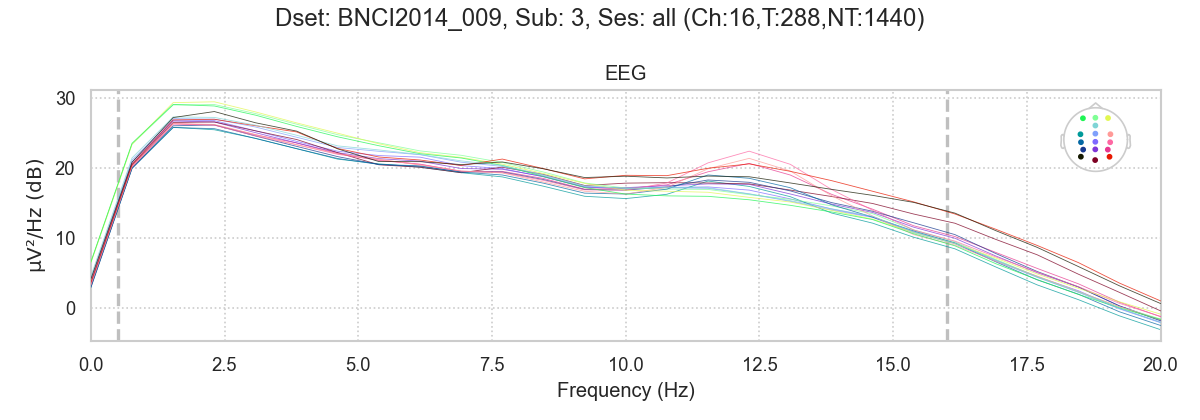 Dset: BNCI2014_009, Sub: 3, Ses: all (Ch:16,T:288,NT:1440)
EEG
µV²/Hz (dB)
30
20
10
0
0.0 2.5 5.0 7.5 10.0 12.5 15.0 17.5 20.0
Frequency (Hz)